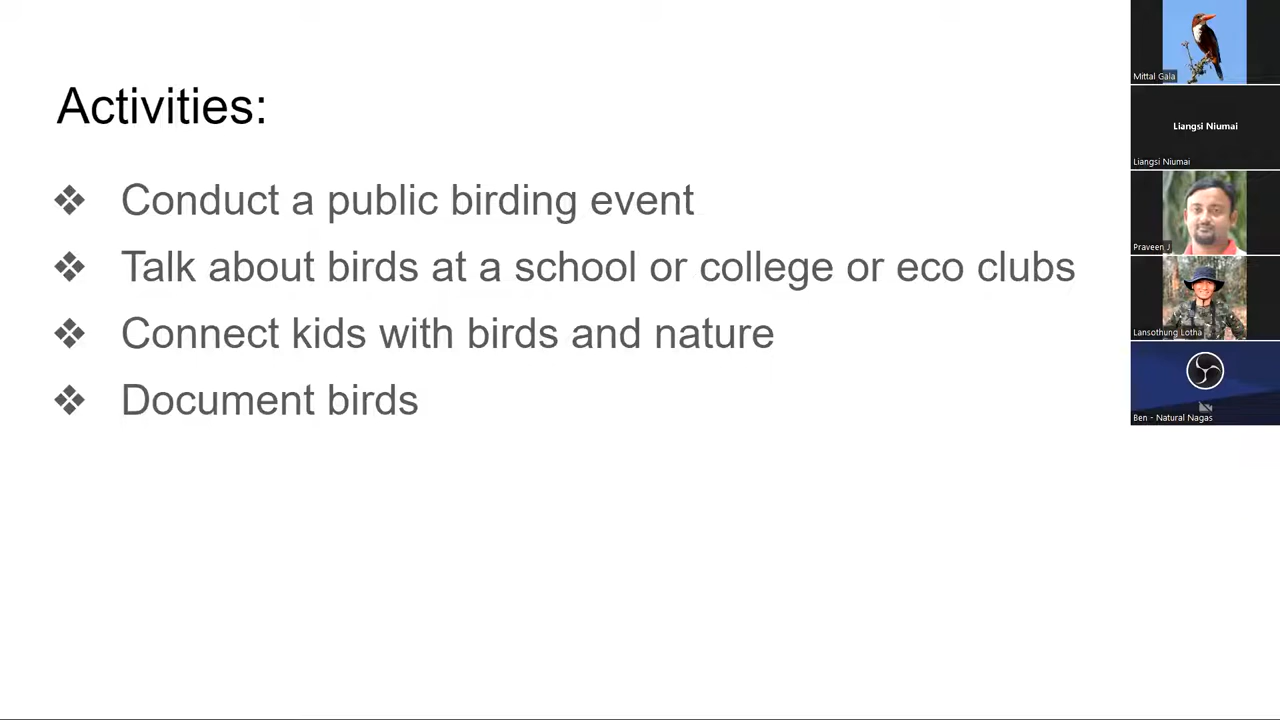 Activities:
❖ Conduct a public birding event
❖ Talk about birds at a school or college or eco clubs
❖ Connect kids with birds and nature
❖ Document birds
Mittal Gala
Liangsi Niumai
Liangsi Niumai
Praveen J
Lansothung Lotha
Ben - Natural Nagas